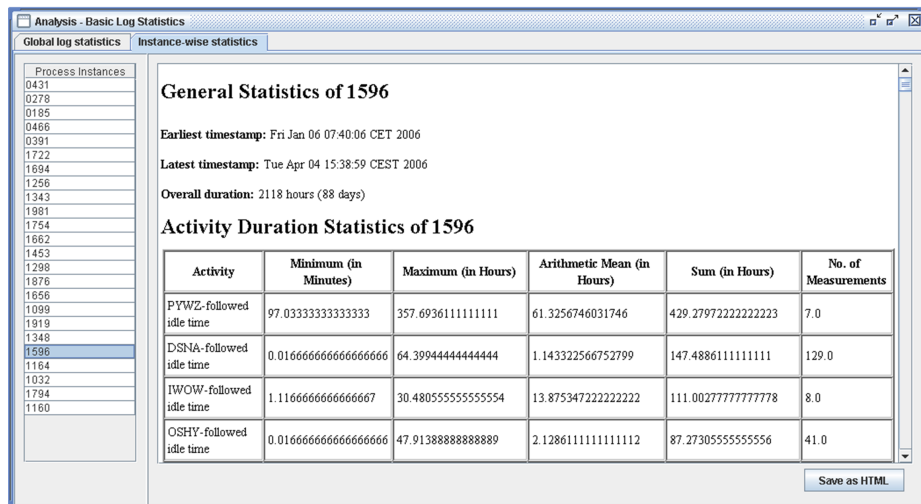 Analysis - Basic Log Statistics
Global log statistics Instance-wise statistics
Process Instances
0431
0278
0185
0466
0391
1722
1694
1256
1343
1981
1754
1662
1453
1298
1876
1656
1099
1919
1348
1596
1164
1032
1794
1160
General Statistics of 1596
Earliest timestamp: Fri Jan 06 07:40:06 CET 2006
Latest timestamp: Tue Apr 04 15:38:59 CEST 2006
Overall duration: 2118 hours (88 days)
Activity Duration Statistics of 1596
Activity Minimum (in Minutes) Maximum (in Hours) Arithmetic Mean (in Hours) Sum (in Hours) No. of Measurements
PYWZ-followed idle time 97.03333333333333 357.6936111111111 61.3256746031746 429.27972222222223 7.0
DSNA-followed idle time 0.016666666666666666 64.39944444444444 1.143322566752799 147.4886111111111 129.0
IWOW-followed idle time 1.1166666666666667 30.480555555555554 13.875347222222222 111.00277777777778 8.0
OSHY-followed idle time 0.016666666666666666 47.91388888888889 2.1286111111111112 87.27305555555556 41.0
Save as HTML